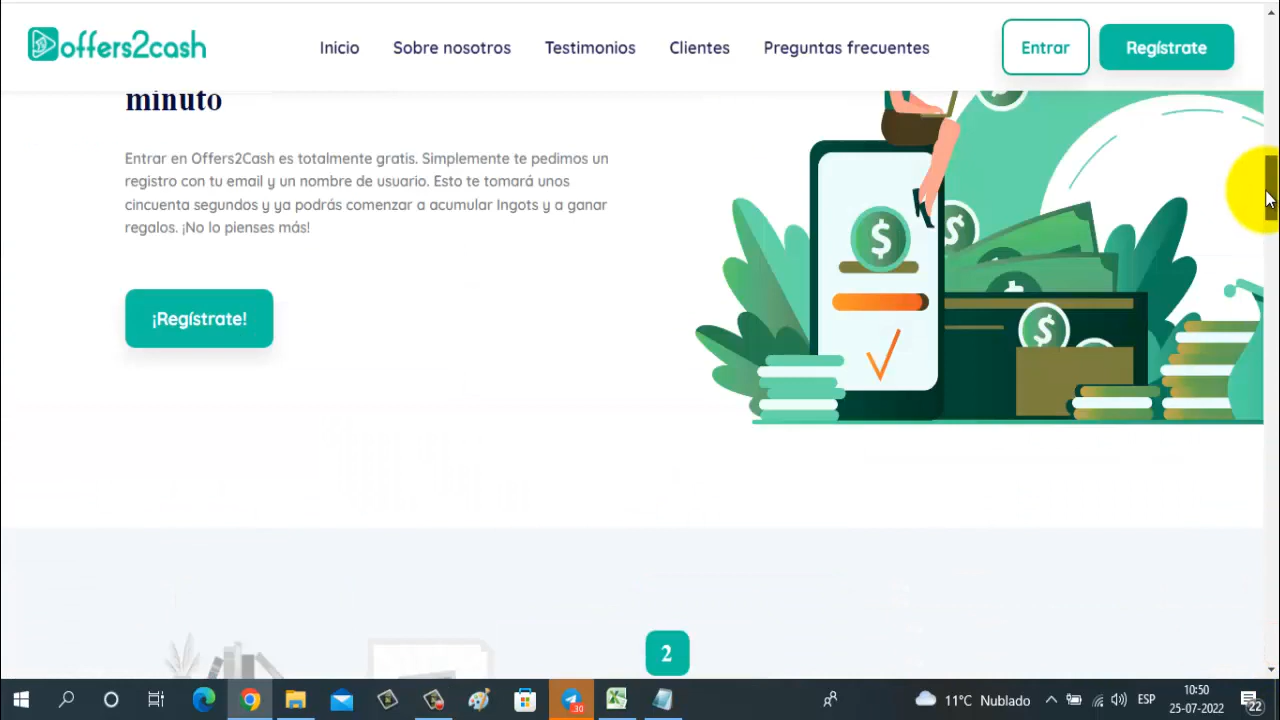 offers2cash
Inicio
Sobre nosotros
Testimonios
Clientes
Preguntas frecuentes
Entrar
Regístrate
minuto
Entrar en Offers2Cash es totalmente gratis. Simplemente te pedimos un
registro con tu email y un nombre de usuario. Esto te tomará unos
cincuenta segundos y ya podrás comenzar a acumular Ingots y a ganar
regalos. ¡No lo pienses más!
¡Regístrate!
$
$
$
2
30
11°C Nublado
ESP
10:50
25-07-2022
22